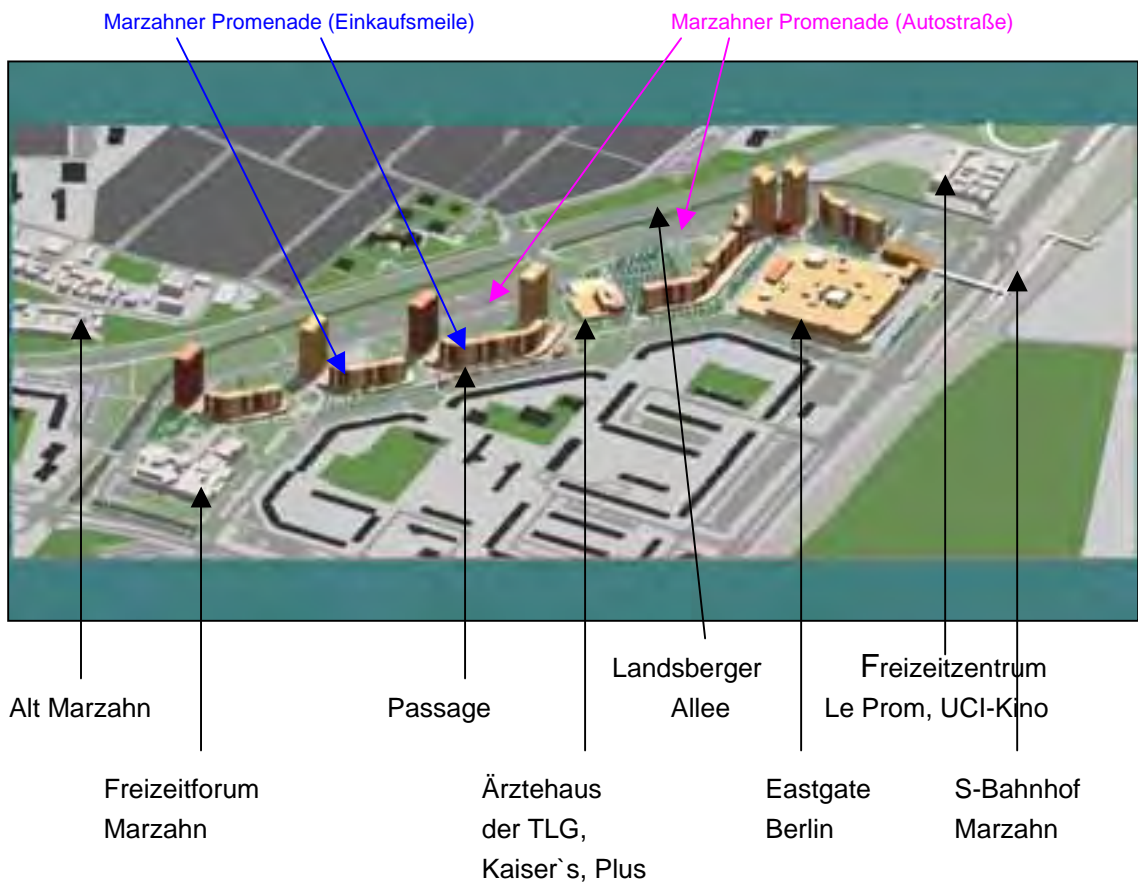 Marzahner Promenade (Einkaufsmeile)
Marzahner Promenade (Autostraße)
Alt Marzahn
Passage
Landsberger
Allee
Freizeitzentrum
Le Prom, UCI-Kino
Freizeitforum
Marzahn
Ärztehaus
der TLG,
Kaiser`s, Plus
Eastgate
Berlin
S-Bahnhof
Marzahn